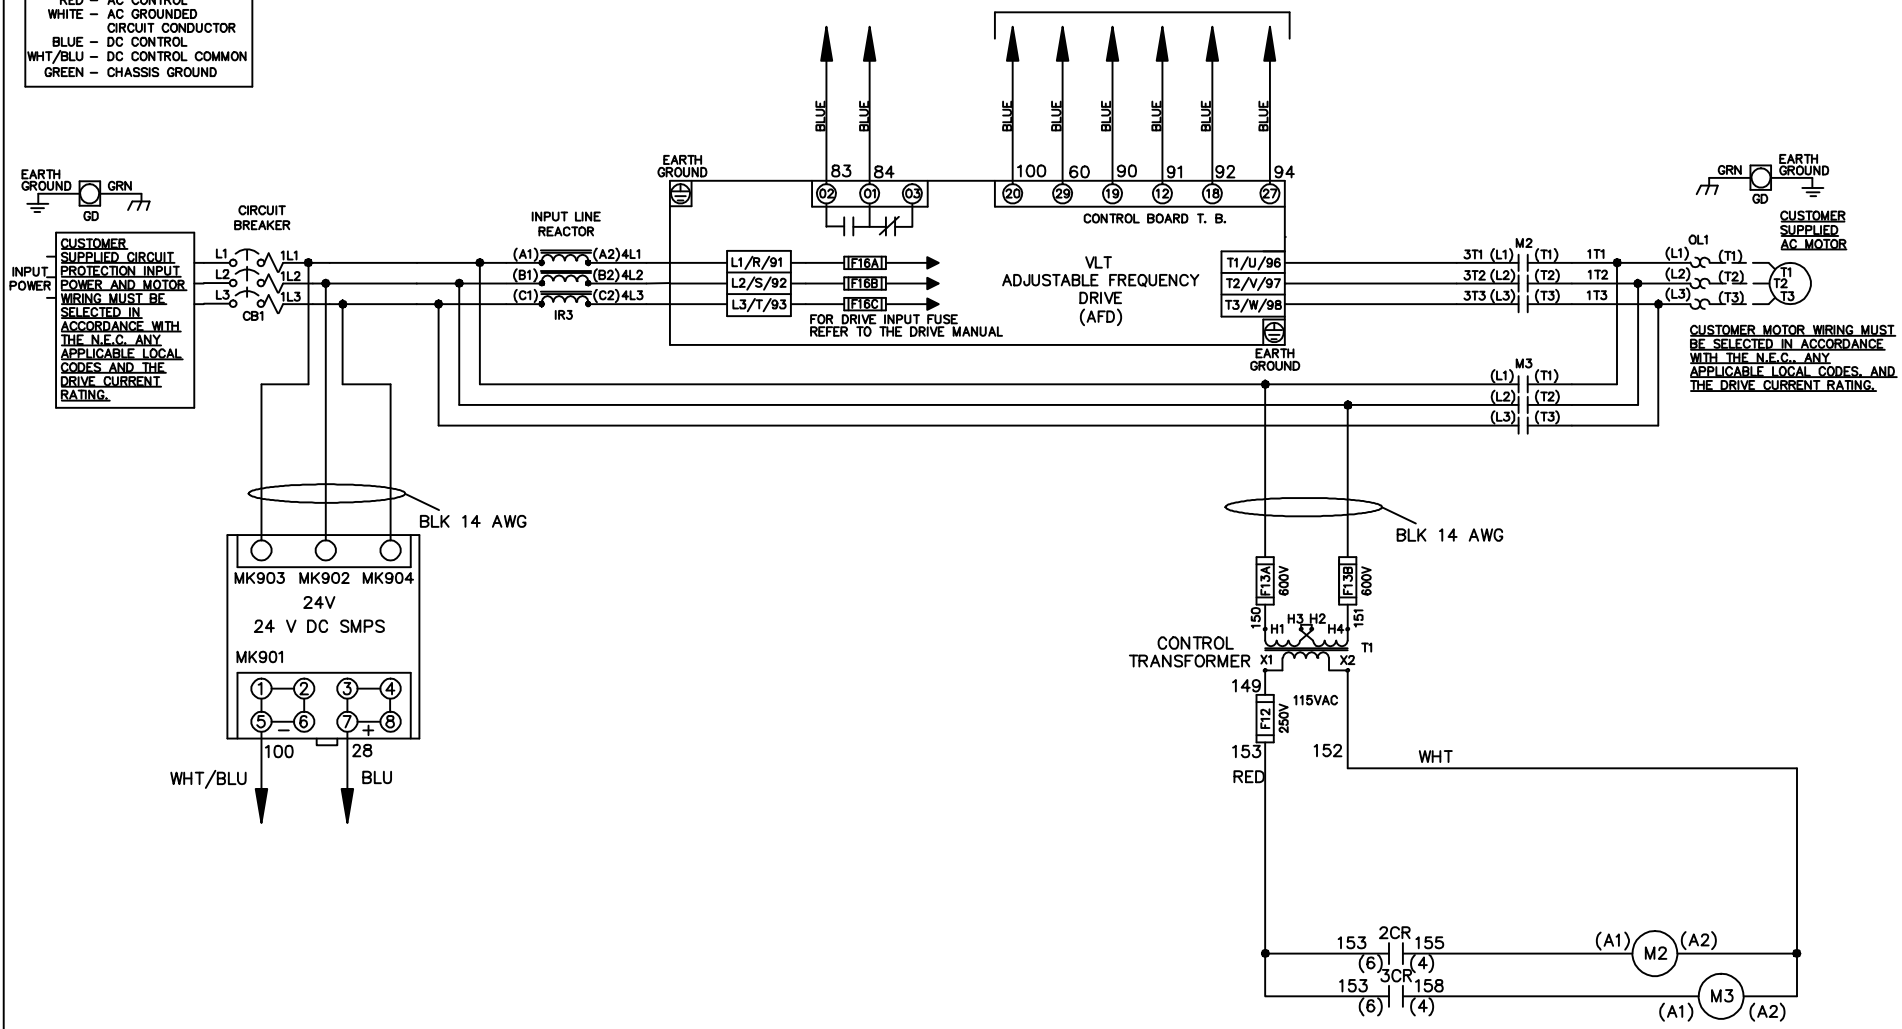 RED – AC CONTROL
WHITE – AC GROUNDED
CIRCUIT CONDUCTOR
BLUE – DC CONTROL
WHT/BLU – DC CONTROL COMMON
GREEN – CHASSIS GROUND
BLUE BLUE BLUE BLUE BLUE BLUE BLUE BLUE
EARTH
GROUND
GRN
GD
EARTH
GROUND
83 84 100 60 90 91 92 94
02 01 03 20 29 19 12 18 27
CONTROL BOARD T. B.
GRN
EARTH
GROUND
GD
CUSTOMER
SUPPLIED
AC MOTOR
CIRCUIT
BREAKER
INPUT LINE
REACTOR
INPUT
POWER
CUSTOMER
SUPPLIED CIRCUIT
PROTECTION INPUT
POWER AND MOTOR
WIRING MUST BE
SELECTED IN
ACCORDANCE WITH
THE N.E.C. ANY
APPLICABLE LOCAL
CODES AND THE
DRIVE CURRENT
RATING.
L1 1L1
L2 1L2
L3 1L3
CB1
(A1) (A2) 4L1
(B1) (B2) 4L2
(C1) (C2) 4L3
IR3
L1/R/91
L2/S/92
L3/T/93
F16A
F16B
F16C
FOR DRIVE INPUT FUSE
REFER TO THE DRIVE MANUAL
VLT
ADJUSTABLE FREQUENCY
DRIVE
(AFD)
T1/U/96
T2/V/97
T3/W/98
EARTH
GROUND
M2
3T1 (L1) (T1) 1T1
3T2 (L2) (T2) 1T2
3T3 (L3) (T3) 1T3
OL1
(L1) (T1)
(L2) (T2)
(L3) (T3)
T1
T2
T3
CUSTOMER MOTOR WIRING MUST
BE SELECTED IN ACCORDANCE
WITH THE N.E.C., ANY
APPLICABLE LOCAL CODES, AND
THE DRIVE CURRENT RATING.
M3
(L1) (T1)
(L2) (T2)
(L3) (T3)
BLK 14 AWG
BLK 14 AWG
MK903 MK902 MK904
24V
24 V DC SMPS
MK901
1 2 3 4
5 6 7 8
– +
100 28
WHT/BLU BLU
F13A
600V
F13B
600V
150 151
H1 H3 H2 H4
T1
CONTROL
TRANSFORMER
X1 X2
149
115VAC
F12
250V
153 152
RED
WHT
2CR
153 155
(6) (4)
(A1) M2 (A2)
3CR
153 158
(6) (4)
(A1) M3 (A2)